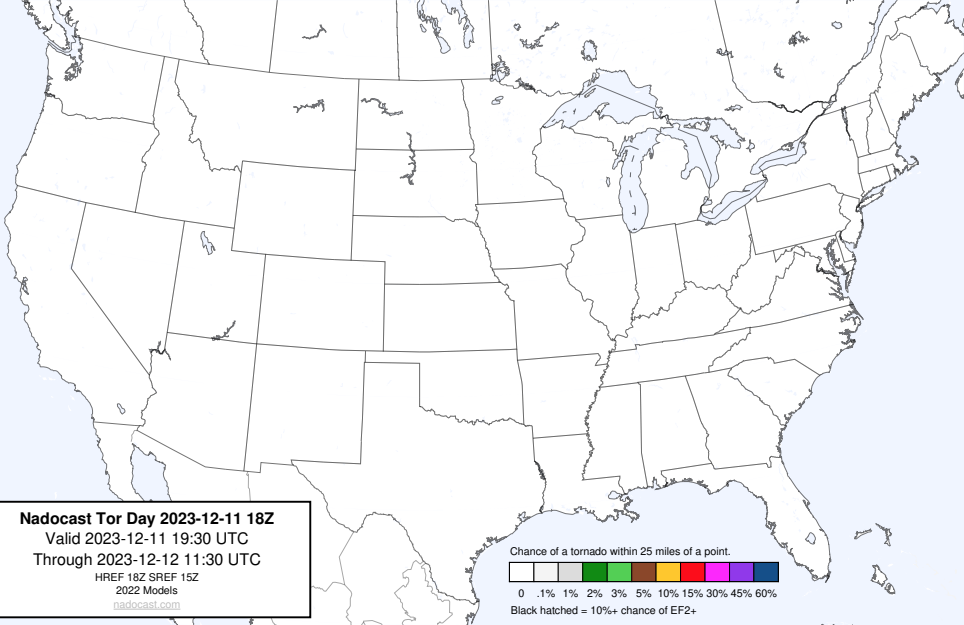 Nadocast Tor Day 2023-12-11 18Z
Valid 2023-12-11 19:30 UTC
Through 2023-12-12 11:30 UTC
HREF 18Z SREF 15Z
2022 Models
nadocast.com
Chance of a tornado within 25 miles of a point.
0 .1% 1% 2% 3% 5% 10% 15% 30% 45% 60%
Black hatched = 10%+ chance of EF2+